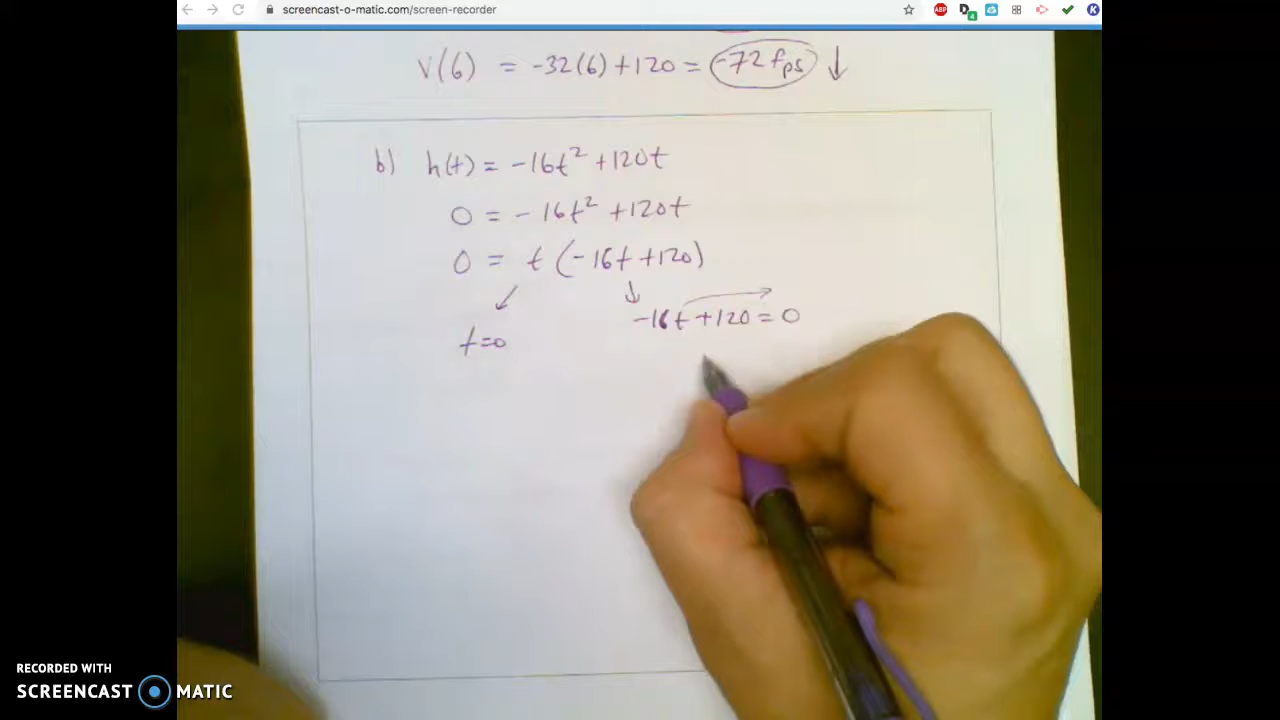 screencast-o-matic.com/screen-recorder
v(6) = -32(6) + 120 = -72 fps ↓
b) h(t) = -16t² + 120t
0 = -16t² + 120t
0 = t(-16t + 120)
-16t + 120 = 0
t=0
RECORDED WITH
SCREENCAST O MATIC